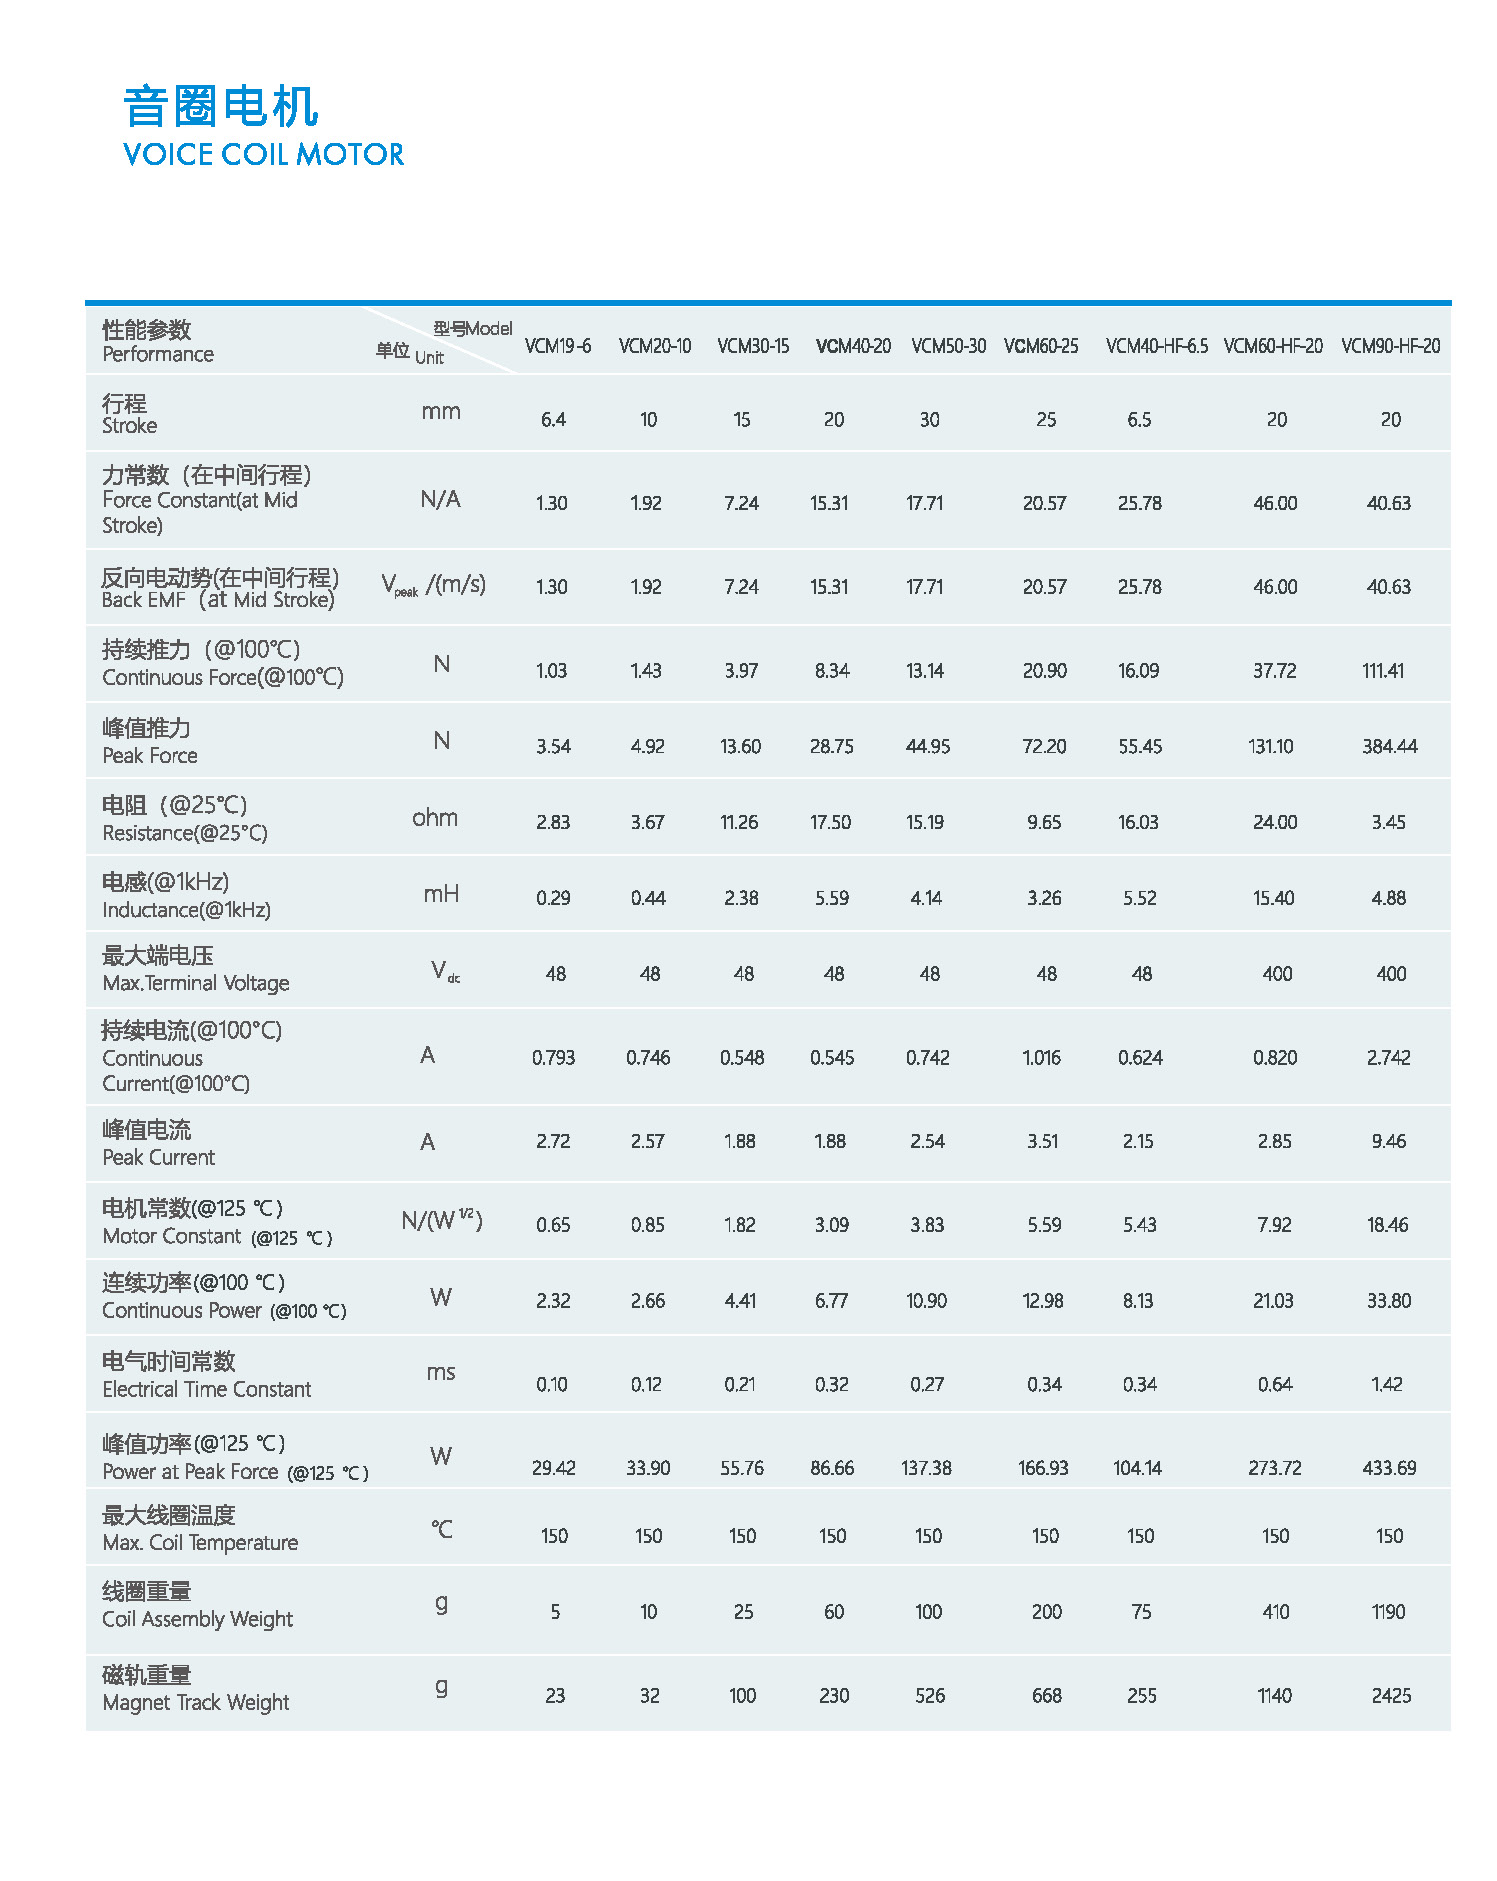 音圈电机
VOICE COIL MOTOR
性能参数
Performance
单位 Unit 型号Model VCM19-6 VCM20-10 VCM30-15 VCM40-20 VCM50-30 VCM60-25 VCM40-HF-6.5 VCM60-HF-20 VCM90-HF-20
行程
Stroke
mm 6.4 10 15 20 30 25 6.5 20 20
力常数（在中间行程）
Force Constant(at Mid
Stroke)
N/A 1.30 1.92 7.24 15.31 17.71 20.57 25.78 46.00 40.63
反向电动势(在中间行程)
Back EMF（at Mid Stroke)
Vpeak /(m/s) 1.30 1.92 7.24 15.31 17.71 20.57 25.78 46.00 40.63
持续推力（@100℃)
Continuous Force(@100℃)
N 1.03 1.43 3.97 8.34 13.14 20.90 16.09 37.72 111.41
峰值推力
Peak Force
N 3.54 4.92 13.60 28.75 44.95 72.20 55.45 131.10 384.44
电阻（@25℃)
Resistance(@25°C)
ohm 2.83 3.67 11.26 17.50 15.19 9.65 16.03 24.00 3.45
电感(@1kHz)
Inductance(@1kHz)
mH 0.29 0.44 2.38 5.59 4.14 3.26 5.52 15.40 4.88
最大端电压
Max.Terminal Voltage
Vdc 48 48 48 48 48 48 48 400 400
持续电流(@100°C)
Continuous
Current(@100°C)
A 0.793 0.746 0.548 0.545 0.742 1.016 0.624 0.820 2.742
峰值电流
Peak Current
A 2.72 2.57 1.88 1.88 2.54 3.51 2.15 2.85 9.46
电机常数(@125 ℃)
Motor Constant (@125 ℃)
N/(W 1/2) 0.65 0.85 1.82 3.09 3.83 5.59 5.43 7.92 18.46
连续功率(@100 ℃)
Continuous Power (@100 ℃)
W 2.32 2.66 4.41 6.77 10.90 12.98 8.13 21.03 33.80
电气时间常数
Electrical Time Constant
ms 0.10 0.12 0.21 0.32 0.27 0.34 0.34 0.64 1.42
峰值功率(@125 ℃)
Power at Peak Force (@125 ℃)
W 29.42 33.90 55.76 86.66 137.38 166.93 104.14 273.72 433.69
最大线圈温度
Max. Coil Temperature
℃ 150 150 150 150 150 150 150 150 150
线圈重量
Coil Assembly Weight
g 5 10 25 60 100 200 75 410 1190
磁轨重量
Magnet Track Weight
g 23 32 100 230 526 668 255 1140 2425